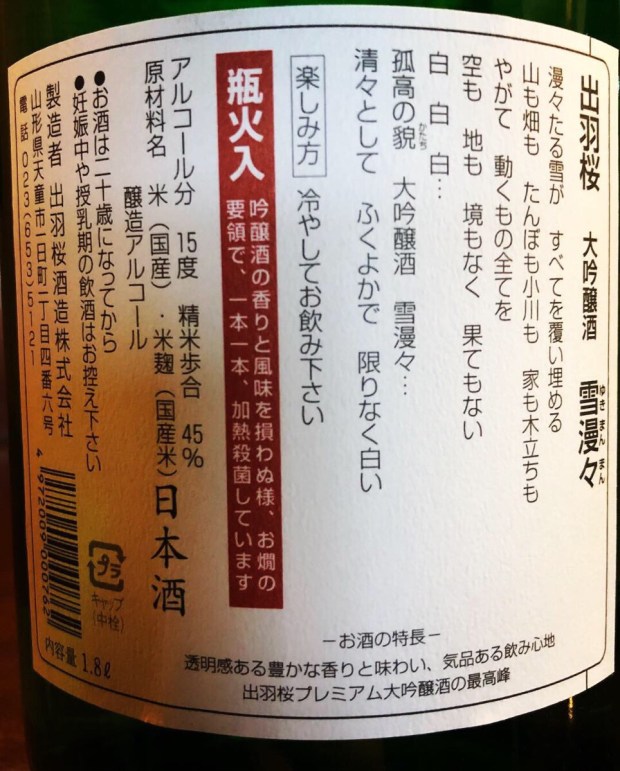 出羽桜 大吟醸酒 雪漫々
ゆきまんまん
漫々たる雪が すべてを覆い埋める
山も畑も たんぼも小川も 家も木立ちも
やがて 動くもの全てを
空も 地も 境もなく 果てもない
白 白 白…
孤高の貌 大吟醸酒 雪漫々…
かたち
清々として ふくよかで 限りなく白い
楽しみ方 冷やしてお飲み下さい
瓶火入
吟醸酒の香りと風味を損わぬ様、お燗の
要領で、一本一本、加熱殺菌しています
アルコール分 15度 精米歩合 45%
原材料名 米(国産)・米麹(国産米)
醸造アルコール
日本酒
●お酒は二十歳になってから
●妊娠中や授乳期の飲酒はお控え下さい
製造者 出羽桜酒造株式会社
山形県天童市一日町一丁目四番六号
電話 023(653)5121
4972009000762
プラ
キャップ
(中栓)
内容量 1.8ℓ
−お酒の特長−
透明感ある豊かな香りと味わい、気品ある飲み心地
出羽桜プレミアム大吟醸酒の最高峰